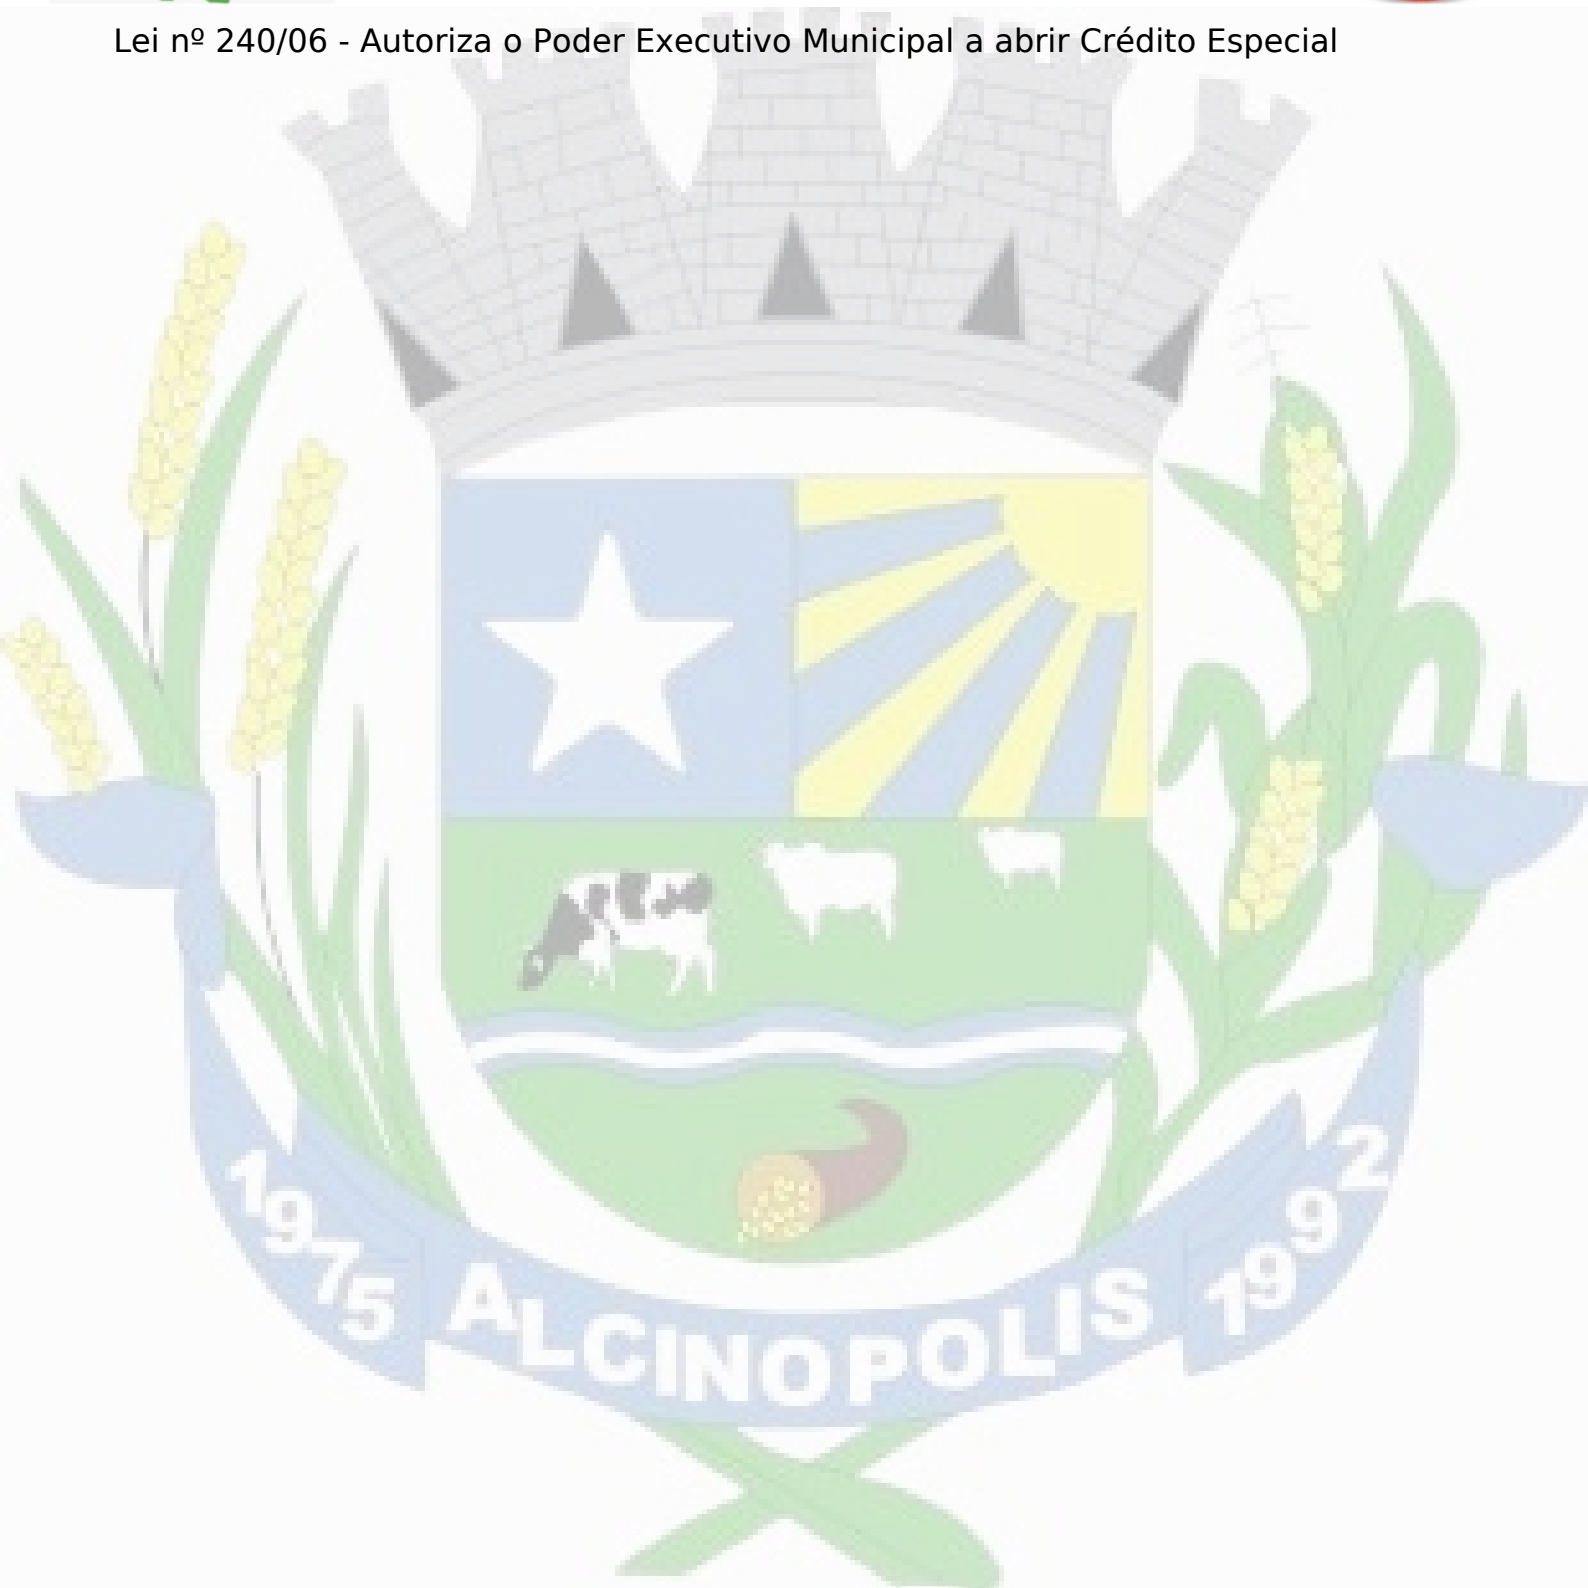 Lei nº 240/06 - Autoriza o Poder Executivo Municipal a abrir Crédito Especial
1975
ALCINOPOLIS
1992